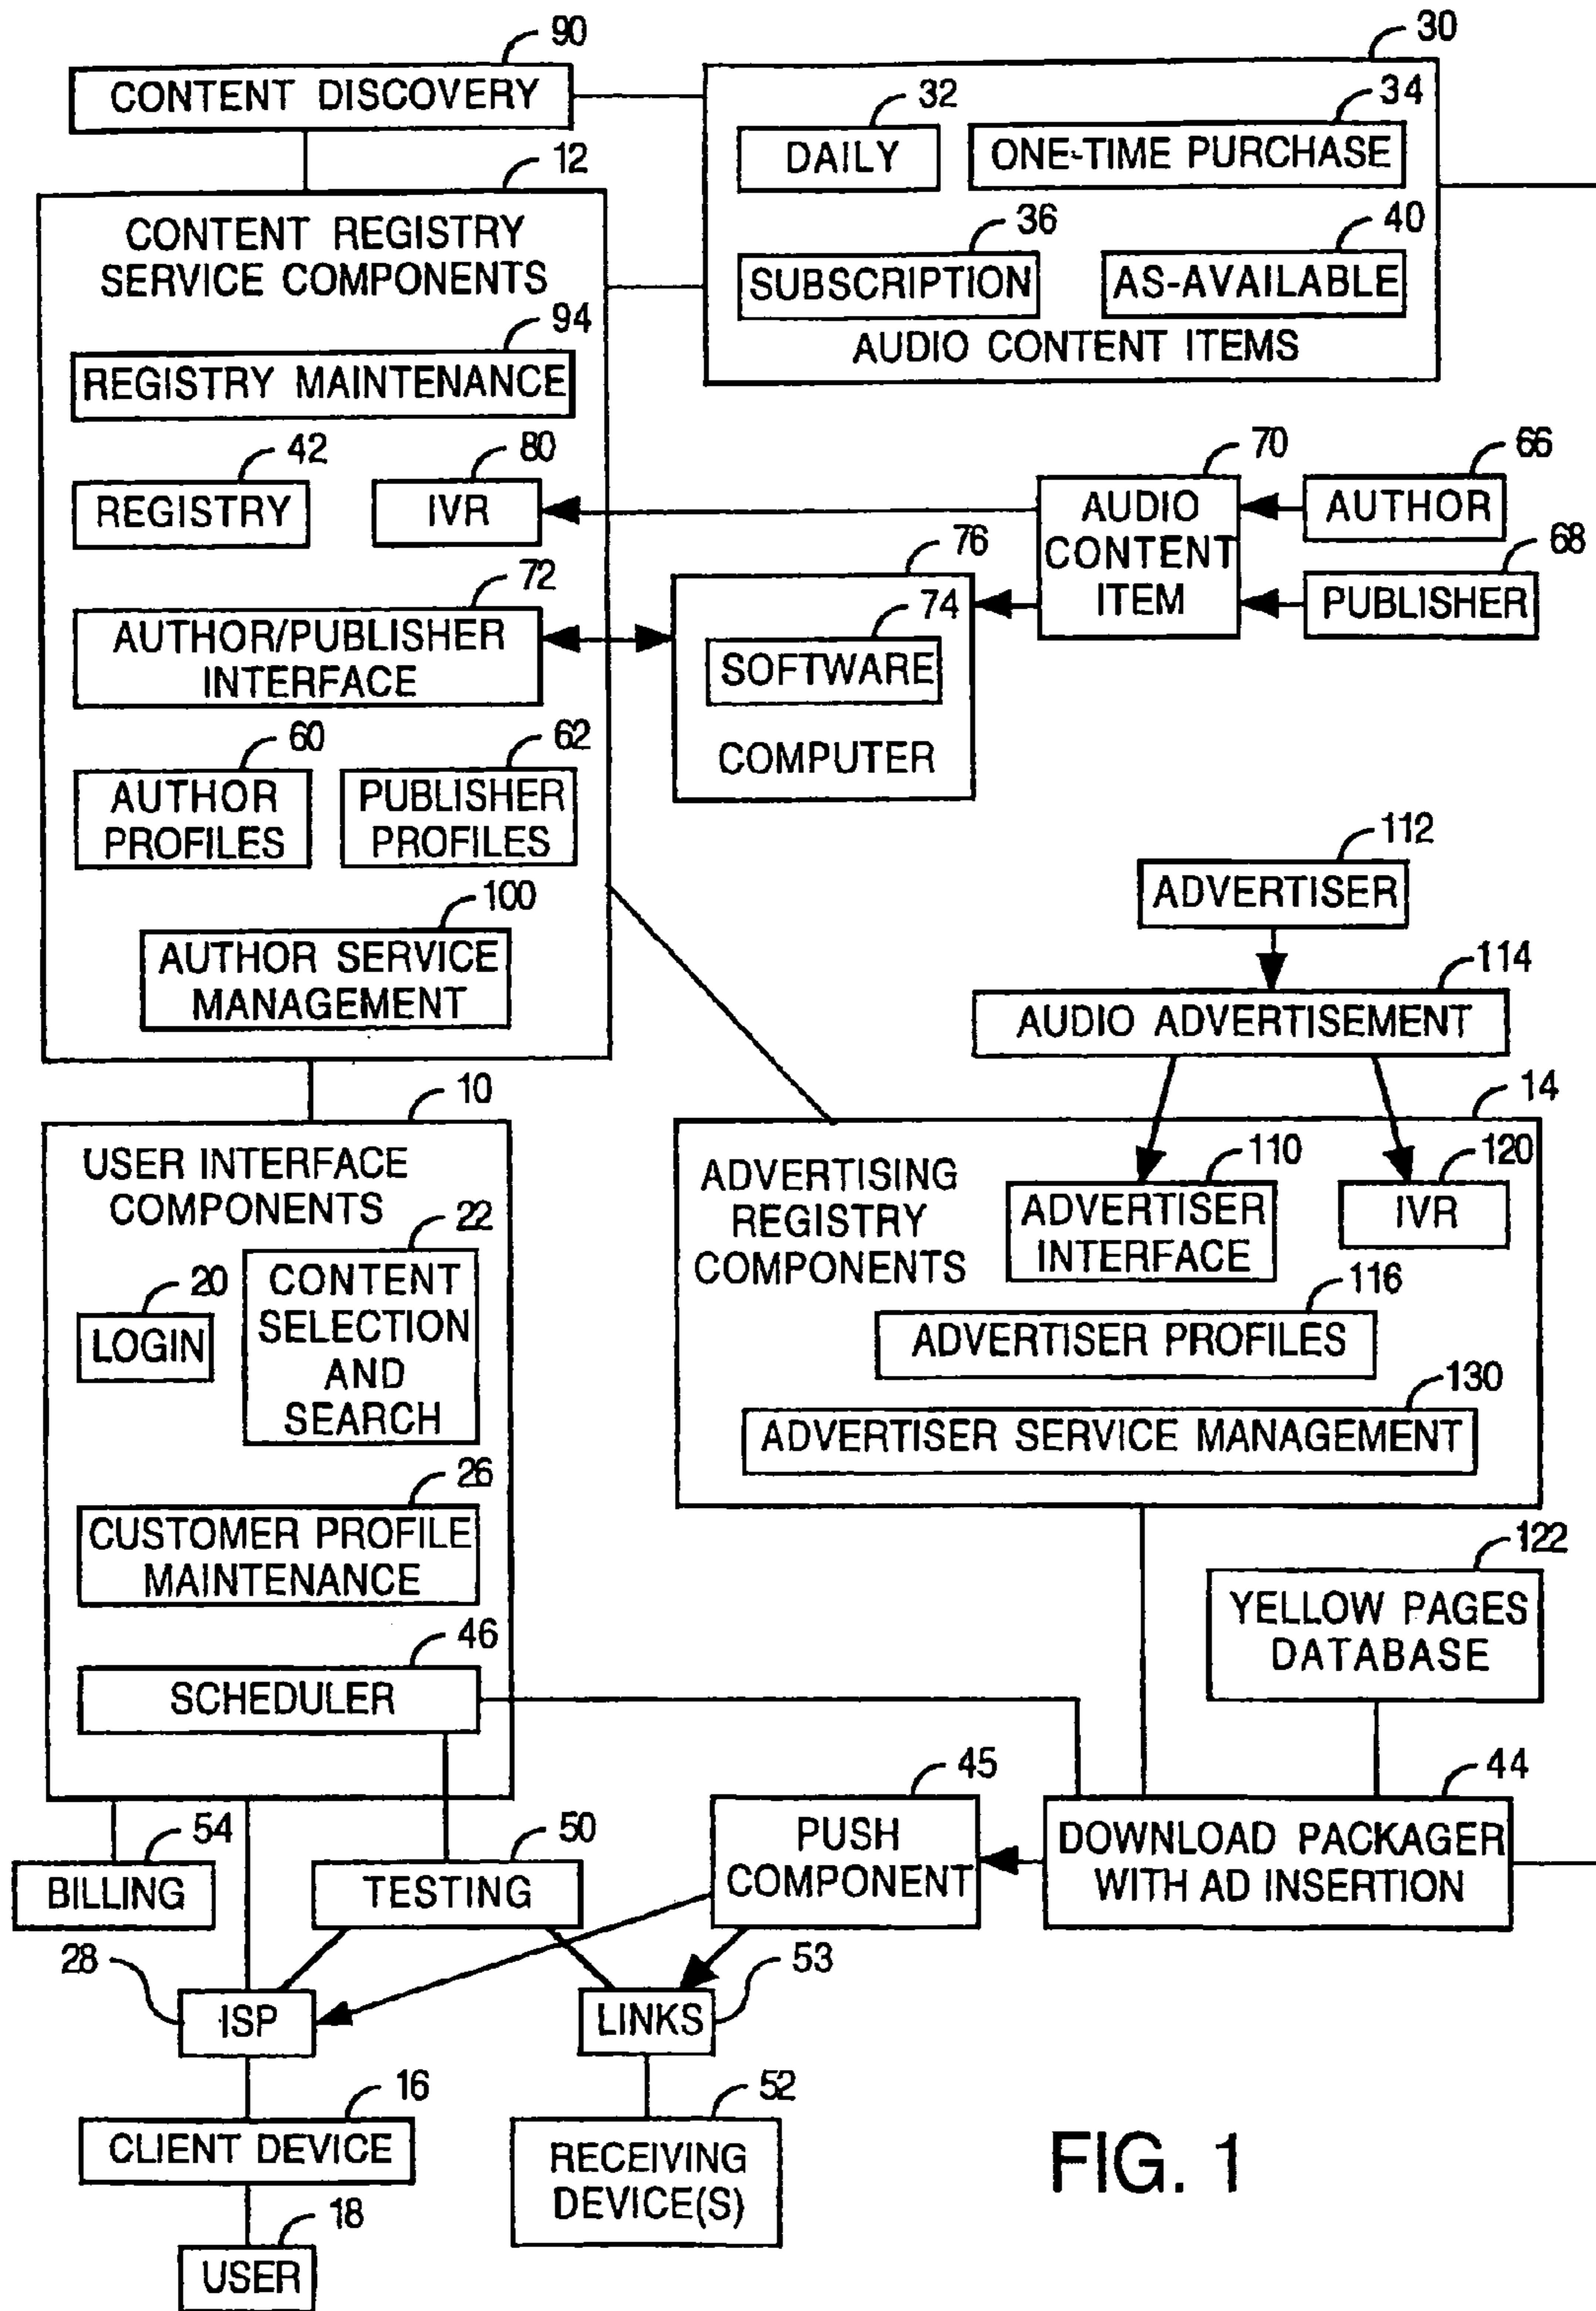 90
CONTENT DISCOVERY
30
32
DAILY
34
ONE-TIME PURCHASE
36
SUBSCRIPTION
40
AS-AVAILABLE
AUDIO CONTENT ITEMS
12
CONTENT REGISTRY
SERVICE COMPONENTS
94
REGISTRY MAINTENANCE
42
REGISTRY
80
IVR
70
AUDIO
CONTENT
ITEM
66
AUTHOR
68
PUBLISHER
72
AUTHOR/PUBLISHER
INTERFACE
76
74
SOFTWARE
COMPUTER
60
AUTHOR
PROFILES
62
PUBLISHER
PROFILES
100
AUTHOR SERVICE
MANAGEMENT
112
ADVERTISER
114
AUDIO ADVERTISEMENT
10
USER INTERFACE
COMPONENTS
20
LOGIN
22
CONTENT
SELECTION
AND
SEARCH
26
CUSTOMER PROFILE
MAINTENANCE
46
SCHEDULER
14
ADVERTISING
REGISTRY
COMPONENTS
110
ADVERTISER
INTERFACE
120
IVR
116
ADVERTISER PROFILES
130
ADVERTISER SERVICE MANAGEMENT
122
YELLOW PAGES
DATABASE
54
BILLING
50
TESTING
45
PUSH
COMPONENT
44
DOWNLOAD PACKAGER
WITH AD INSERTION
28
ISP
53
LINKS
16
CLIENT DEVICE
52
RECEIVING
DEVICE(S)
18
USER
FIG. 1